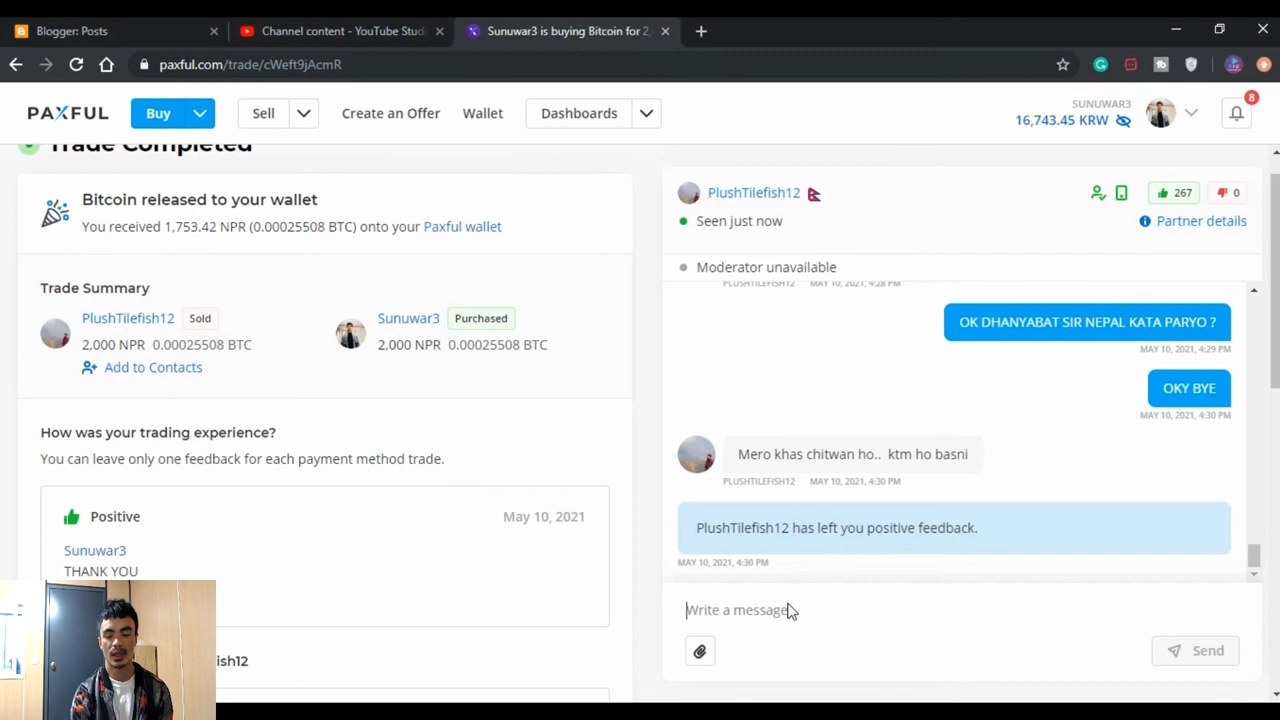 Blogger: Posts
Channel content - YouTube Stud
Sunuwar3 is buying Bitcoin for 2,
paxful.com/trade/cWeft9jAcmR
PAXFUL
Buy
Sell
Create an Offer
Wallet
Dashboards
SUNUWAR3
16,743.45 KRW
8
Trade Completed
Bitcoin released to your wallet
You received 1,753.42 NPR (0.00025508 BTC) onto your Paxful wallet
Trade Summary
PlushTilefish12 Sold
2,000 NPR 0.00025508 BTC
Add to Contacts
Sunuwar3 Purchased
2,000 NPR 0.00025508 BTC
How was your trading experience?
You can leave only one feedback for each payment method trade.
Positive May 10, 2021
Sunuwar3
THANK YOU
fish12
PlushTilefish12
267
0
Seen just now
Partner details
Moderator unavailable
PLUSHTILEFISH12 MAY 10, 2021, 4:28 PM
OK DHANYABAT SIR NEPAL KATA PARYO ?
MAY 10, 2021, 4:29 PM
OKY BYE
MAY 10, 2021, 4:30 PM
Mero khas chitwan ho.. ktm ho basni
PLUSHTILEFISH12 MAY 10, 2021, 4:30 PM
PlushTilefish12 has left you positive feedback.
MAY 10, 2021, 4:30 PM
Write a message
Send